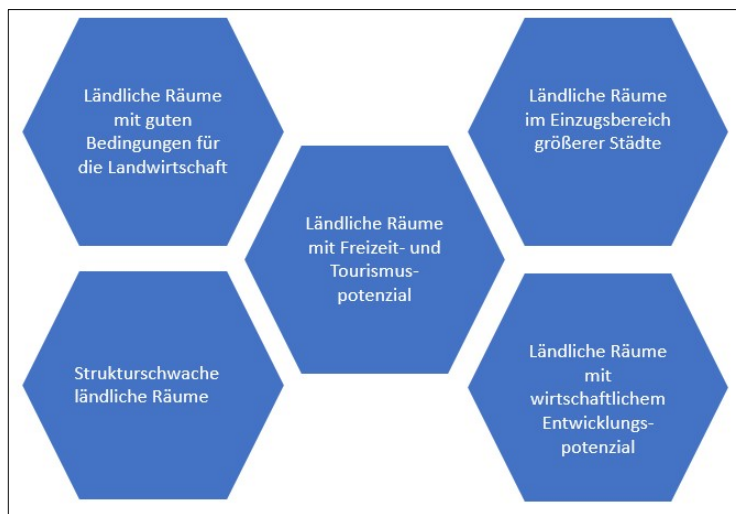 Ländliche Räume
mit guten
Bedingungen für
die Landwirtschaft
Ländliche Räume
im Einzugsbereich
größerer Städte
Ländliche Räume
mit Freizeit- und
Tourismus-
potenzial
Strukturschwache
ländliche Räume
Ländliche Räume
mit
wirtschaftlichem
Entwicklungs-
potenzial